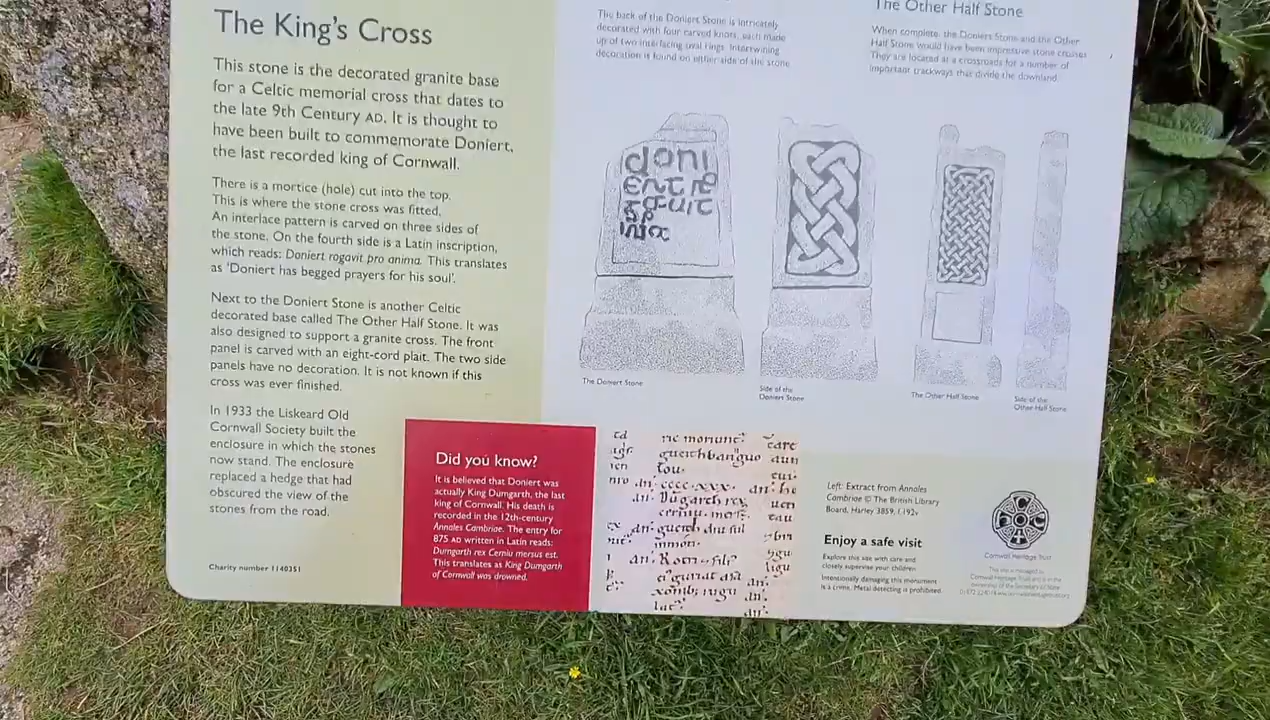 The King's Cross
This stone is the decorated granite base
for a Celtic memorial cross that dates to
the late 9th Century AD. It is thought to
have been built to commemorate Doniert,
the last recorded king of Cornwall.
There is a mortice (hole) cut into the top.
This is where the stone cross was fitted.
An interlace pattern is carved on three sides of
the stone. On the fourth side is a Latin inscription,
which reads: Doniert rogavit pro anima. This translates
as 'Doniert has begged prayers for his soul'.
Next to the Doniert Stone is another Celtic
decorated base called The Other Half Stone. It was
also designed to support a granite cross. The front
panel is carved with an eight-cord plait. The two side
panels have no decoration. It is not known if this
cross was ever finished.
In 1933 the Liskeard Old
Cornwall Society built the
enclosure in which the stones
now stand. The enclosure
replaced a hedge that had
obscured the view of the
stones from the road.
Charity number 1140351
Did you know?
It is believed that Doniert was
actually King Dumgarth, the last
king of Cornwall. His death is
recorded in the 12th-century
Annales Cambriae. The entry for
875 AD written in Latin reads:
Dumgarth rex Cerniu mersus est.
This translates as King Dumgarth
of Cornwall was drowned.
The back of the Doniert Stone is intricately
decorated with four carved knots, each made
up of two interlacing oval rings. Intertwining
decoration is found on either side of the stone
The Other Half Stone
When complete, the Doniert Stone and the Other
Half Stone would have been impressive stone crosses
They are located at a crossroads for a number of
important trackways that divide the downland.
doni
The Doniert Stone
Side of the
Doniert Stone
The Other Half Stone
Side of the
Other Half Stone
Left: Extract from Annales
Cambriae © The British Library
Board, Harley 3859, f.192v
Enjoy a safe visit
Explore this site with care and
closely supervise your children.
Intentionally damaging this monument
is a crime. Metal detecting is prohibited.
Cornwall Heritage Trust
This site is managed by
Cornwall Heritage Trust and is in the
ownership of the Secretary of State